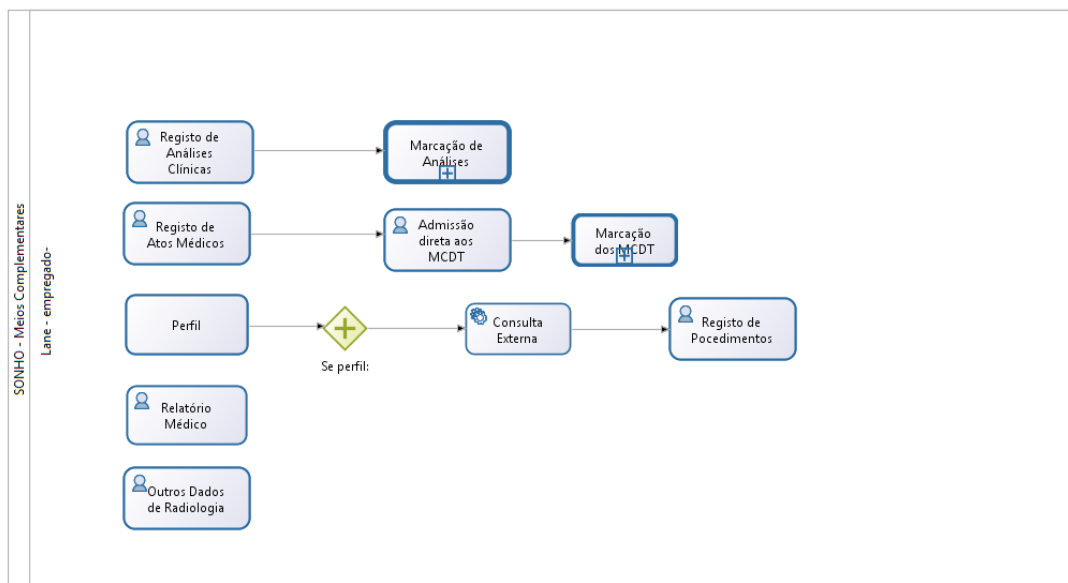 SONHO - Meios Complementares
Lane - empregado-
Registo de
Análises
Clínicas
Marcação de
Análises
Registo de
Atos Médicos
Admissão
direta aos
MCDT
Marcação
dos MCDT
Perfil
Se perfil:
Consulta
Externa
Registo de
Pocedimentos
Relatório
Médico
Outros Dados
de Radiologia